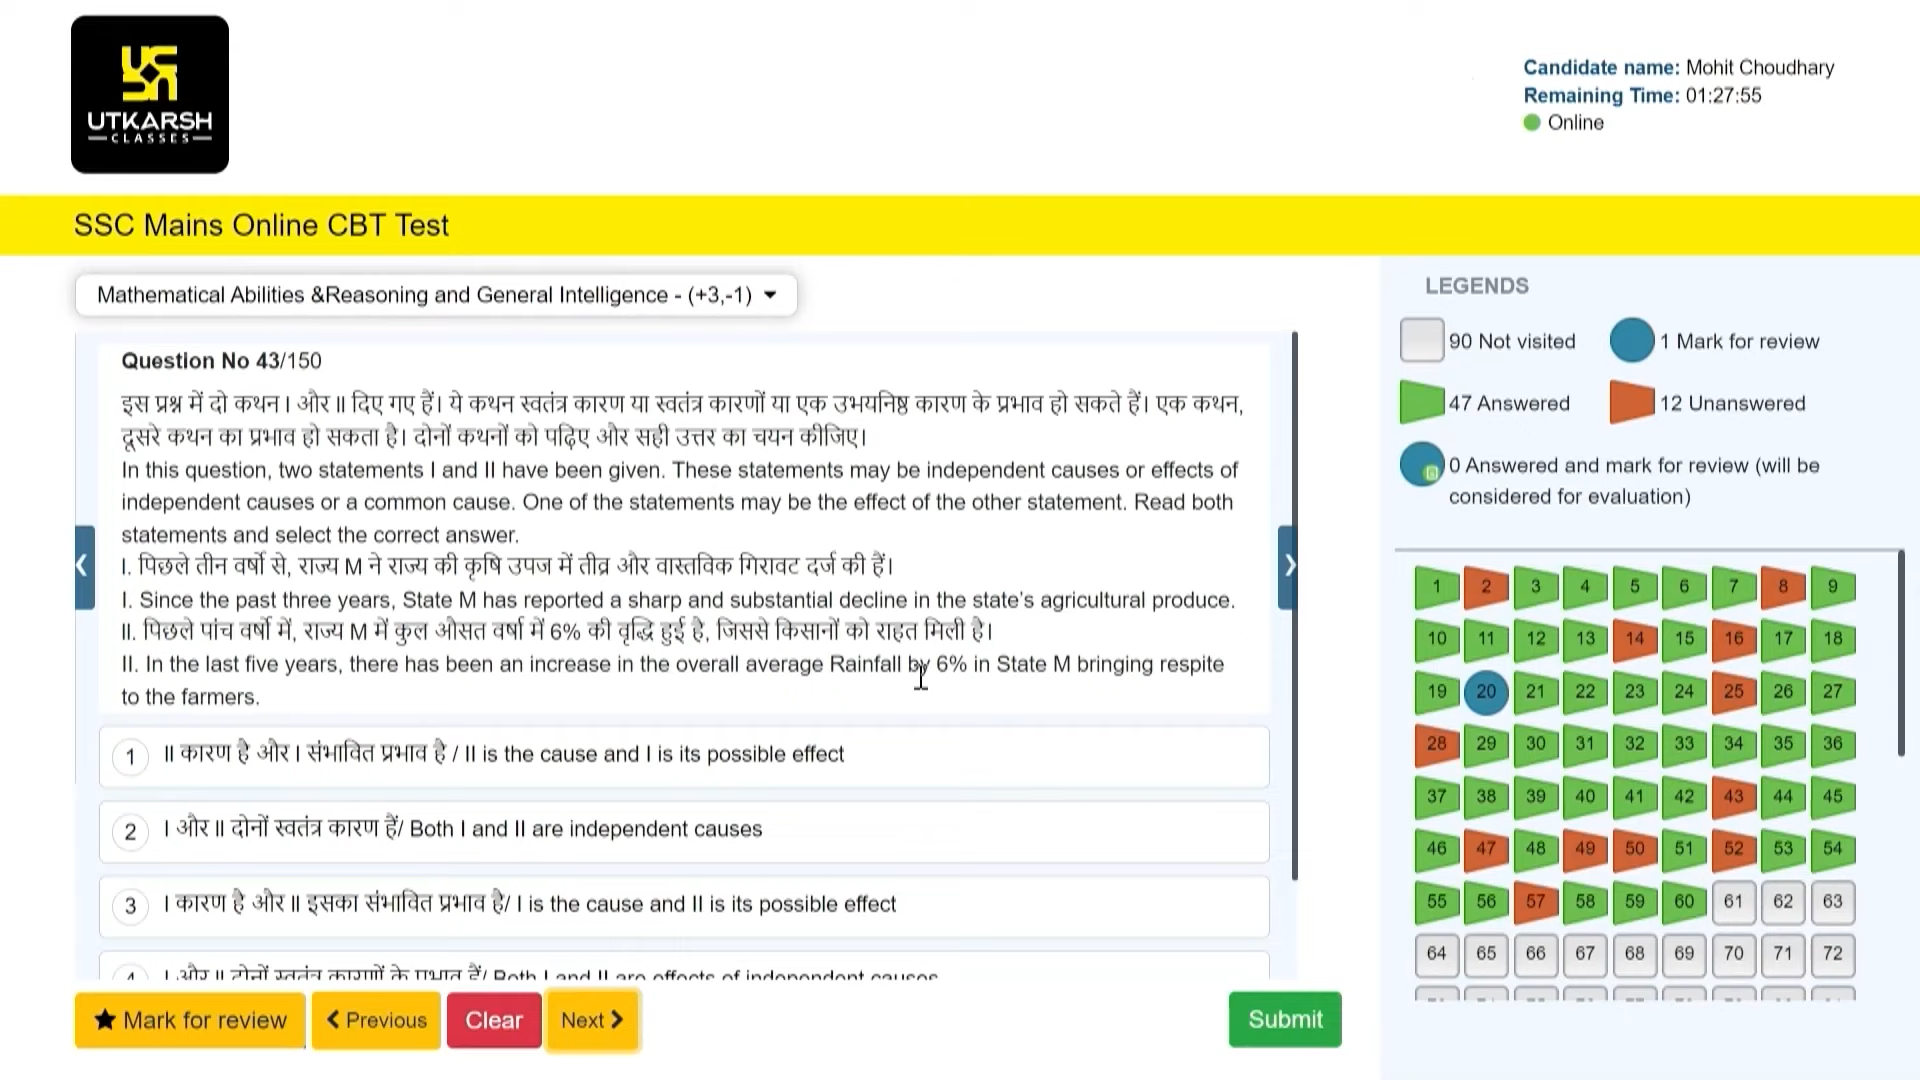 UTKARSH
CLASSES
Candidate name: Mohit Choudhary
Remaining Time: 01:27:55
Online
SSC Mains Online CBT Test
Mathematical Abilities &Reasoning and General Intelligence - (+3,-1)
Question No 43/150
इस प्रश्न में दो कथन I और II दिए गए हैं। ये कथन स्वतंत्र कारण या स्वतंत्र कारणों या एक उभयनिष्ठ कारण के प्रभाव हो सकते हैं। एक कथन,
दूसरे कथन का प्रभाव हो सकता है। दोनों कथनों को पढ़िए और सही उत्तर का चयन कीजिए।
In this question, two statements I and II have been given. These statements may be independent causes or effects of
independent causes or a common cause. One of the statements may be the effect of the other statement. Read both
statements and select the correct answer.
I. पिछले तीन वर्षो से, राज्य M ने राज्य की कृषि उपज में तीव्र और वास्तविक गिरावट दर्ज की हैं।
I. Since the past three years, State M has reported a sharp and substantial decline in the state's agricultural produce.
II. पिछले पांच वर्षो में, राज्य M में कुल औसत वर्षा में 6% की वृद्धि हुई है, जिससे किसानों को राहत मिली है।
II. In the last five years, there has been an increase in the overall average Rainfall by 6% in State M bringing respite
to the farmers.
1 II कारण है और I संभावित प्रभाव है / II is the cause and I is its possible effect
2 I और II दोनों स्वतंत्र कारण हैं/ Both I and II are independent causes
3 I कारण है और II इसका संभावित प्रभाव है/ I is the cause and II is its possible effect
4 I और II दोनों स्वतंत्र कारणों के प्रभाव हैं/ Both I and II are effects of independent causes
Mark for review
Previous
Clear
Next
Submit
LEGENDS
90 Not visited
1 Mark for review
47 Answered
12 Unanswered
0 Answered and mark for review (will be
considered for evaluation)
1 2 3 4 5 6 7 8 9
10 11 12 13 14 15 16 17 18
19 20 21 22 23 24 25 26 27
28 29 30 31 32 33 34 35 36
37 38 39 40 41 42 43 44 45
46 47 48 49 50 51 52 53 54
55 56 57 58 59 60 61 62 63
64 65 66 67 68 69 70 71 72